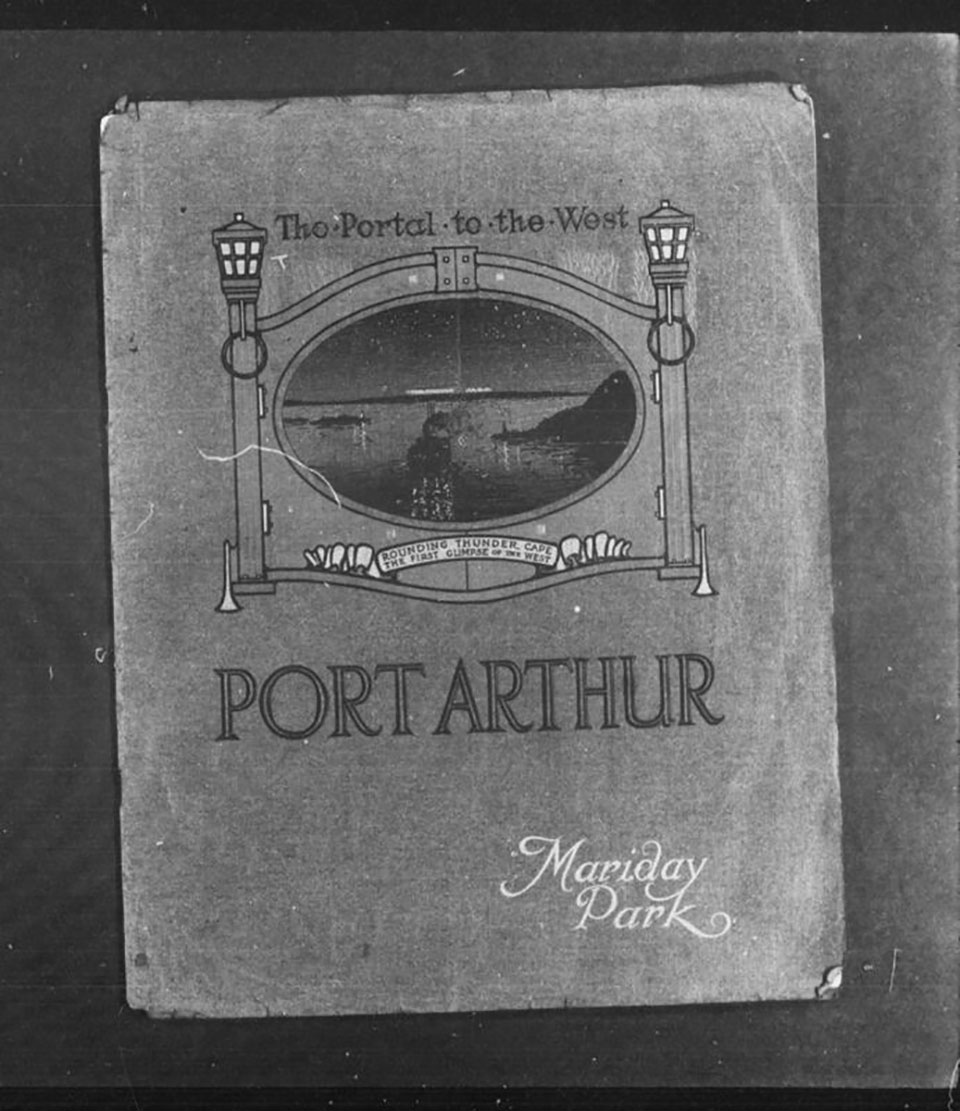 The·Portal·to·the·West
ROUNDING THUNDER CAPE
THE FIRST GLIMPSE OF THE WEST
PORT ARTHUR
Mariday
Park